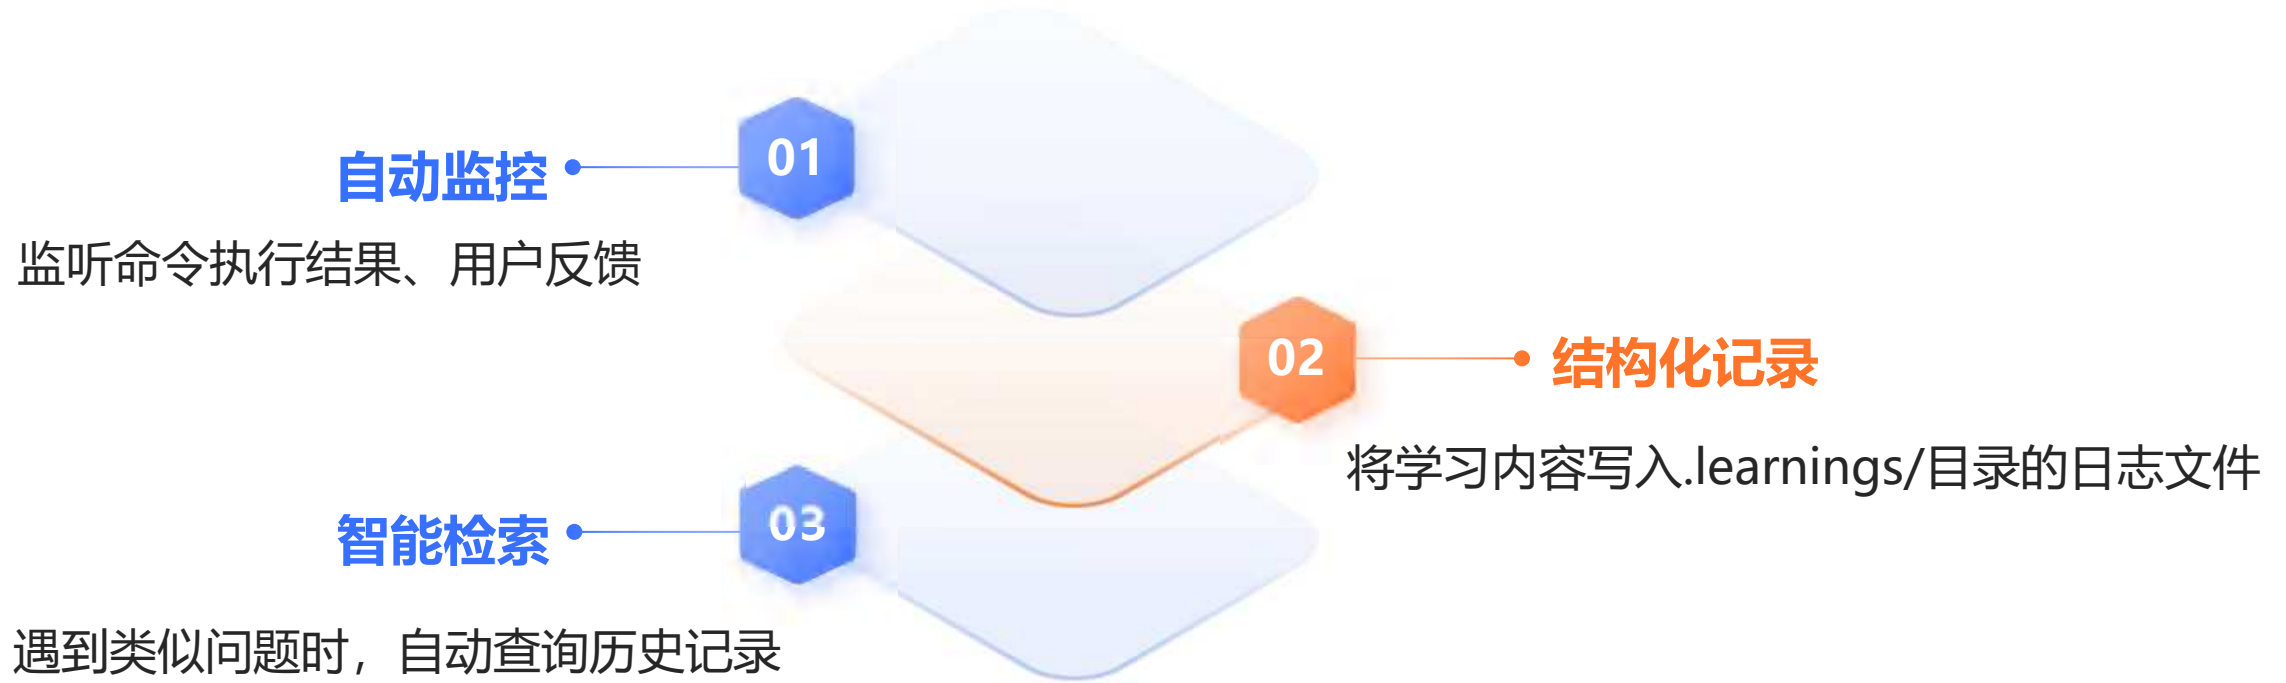 01
自动监控
监听命令执行结果、用户反馈
02
结构化记录
将学习内容写入.learnings/目录的日志文件
03
智能检索
遇到类似问题时，自动查询历史记录